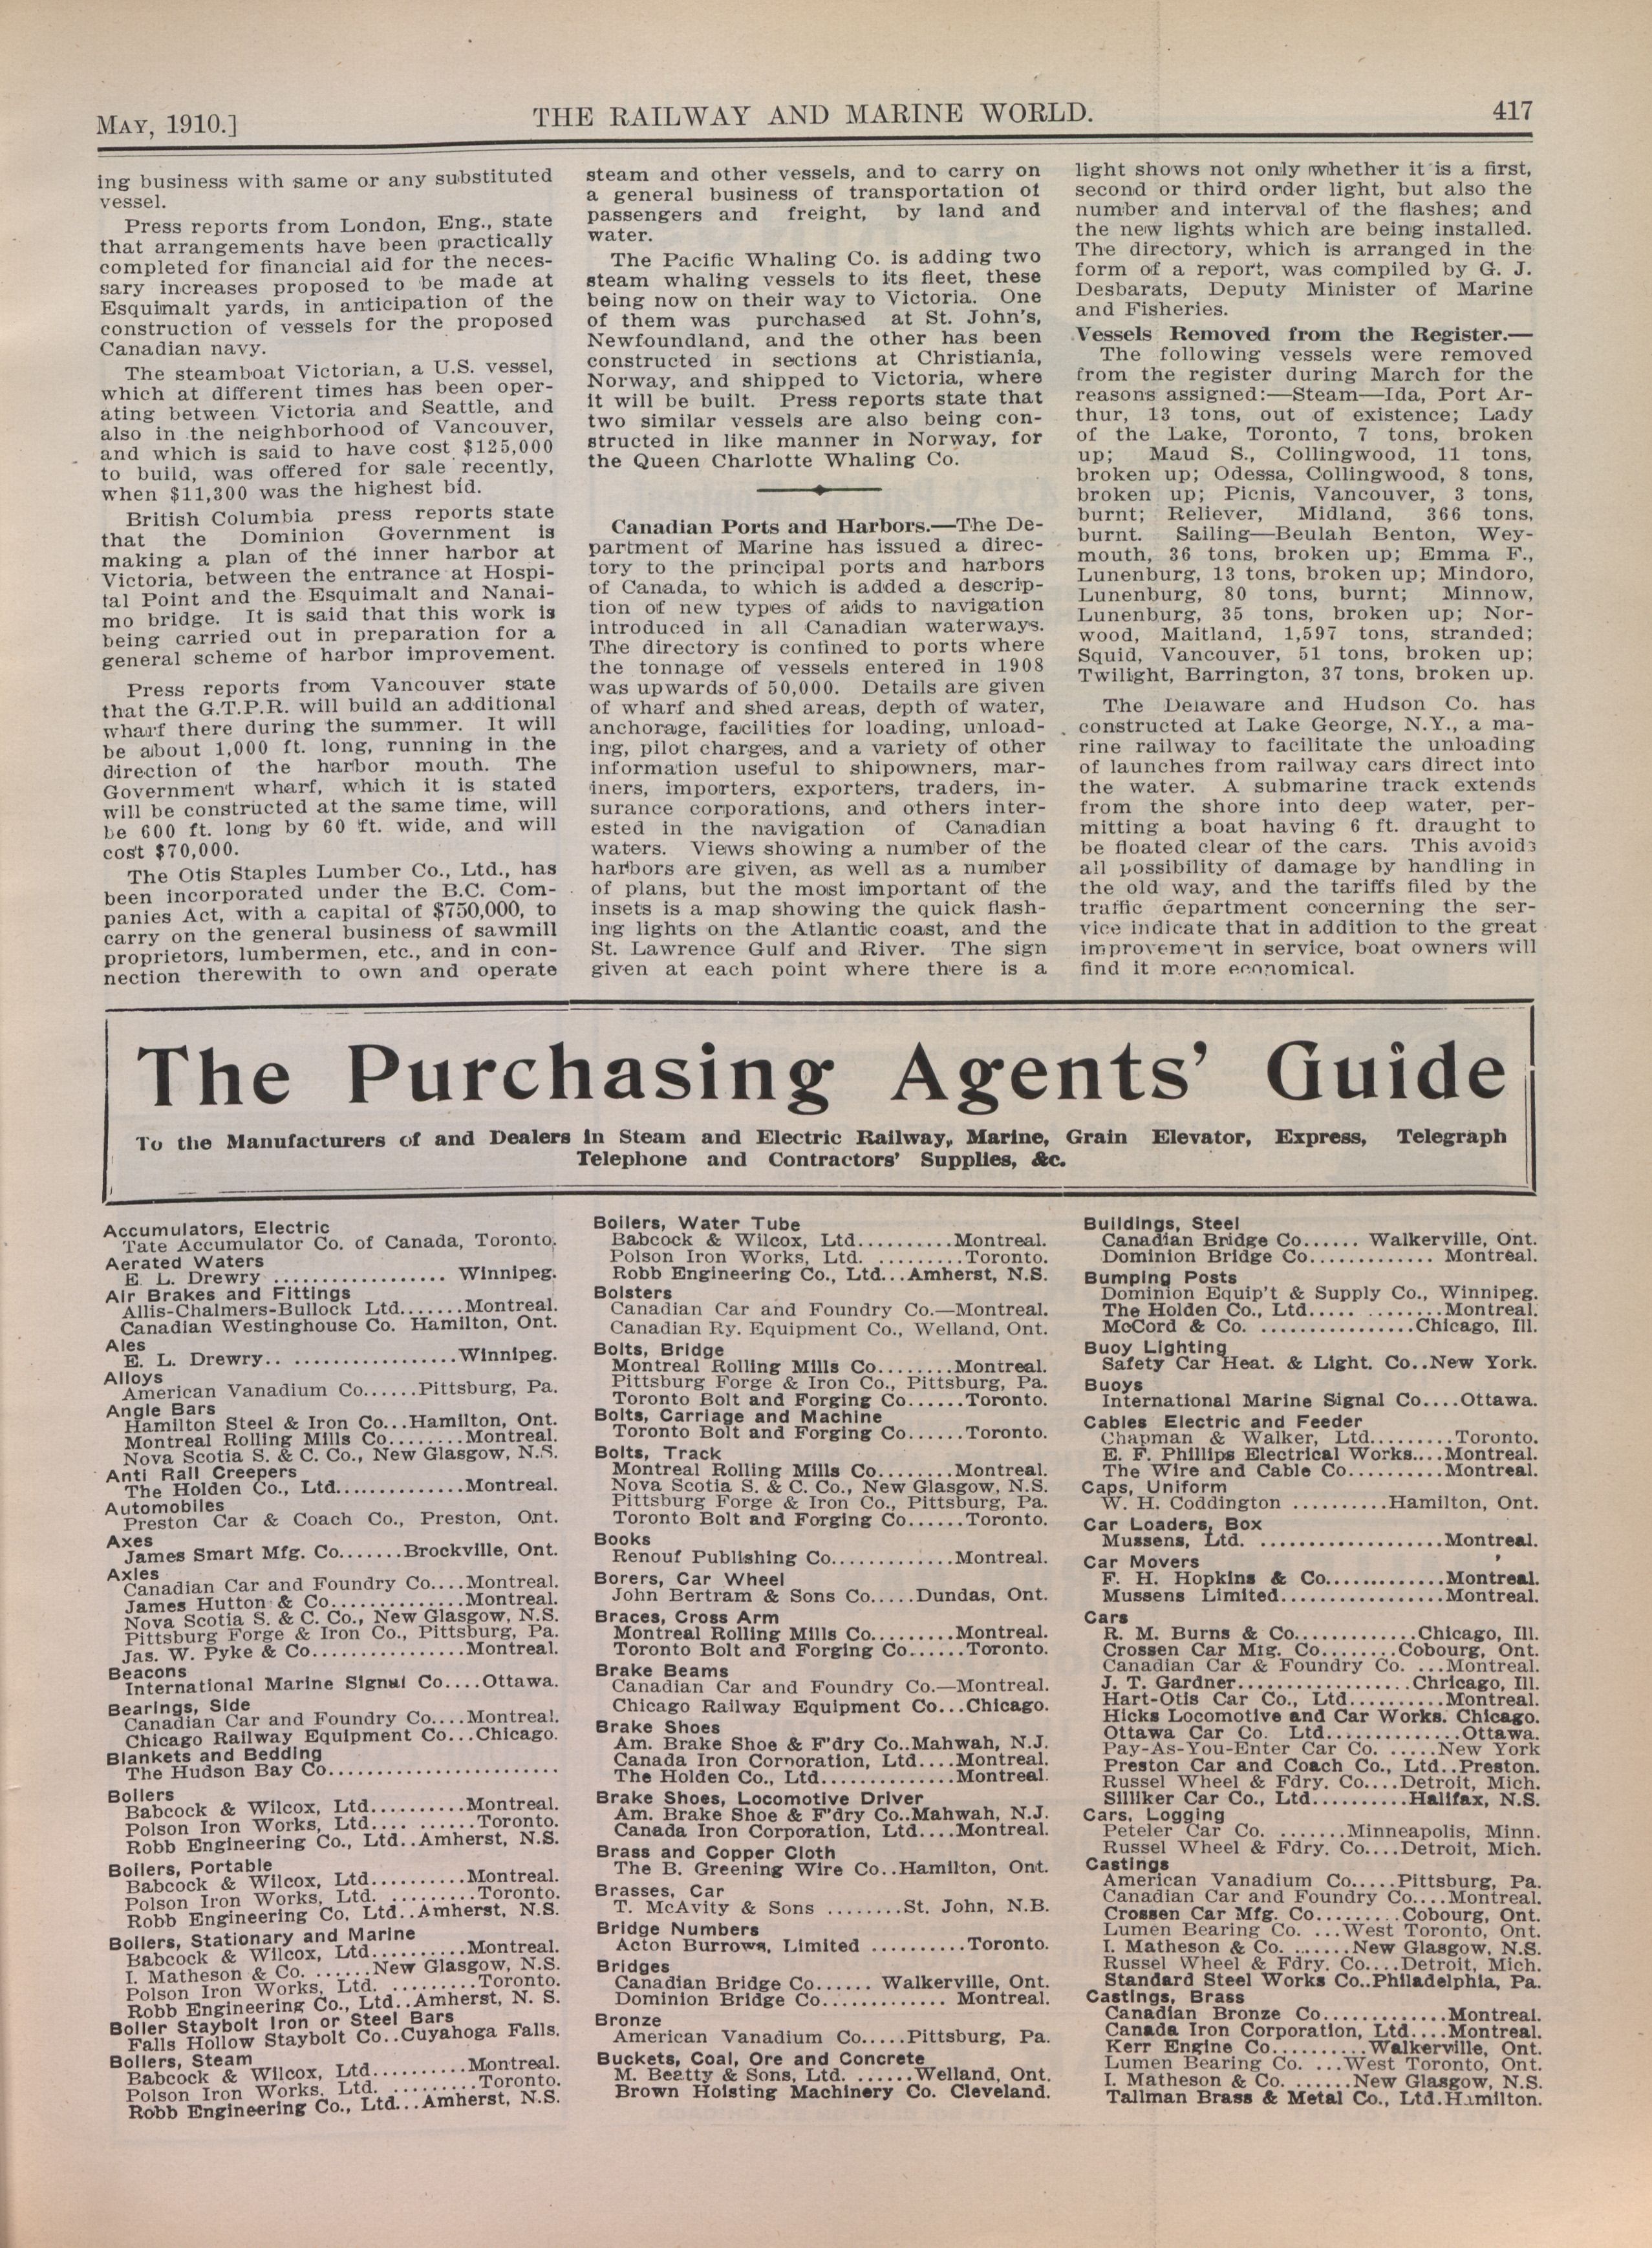 MAY, 1910.]
THE RAILWAY AND MARINE WORLD.
417
ing business with same or any substituted
vessel.
Press reports from London, Eng., state
that arrangements have been practically
completed for financial aid for the neces-
sary increases proposed to be made at
Esquimalt yards, in anticipation of the
construction of vessels for the proposed
Canadian navy.
The steamboat Victorian, a U.S. vessel,
which at different times has been oper-
ating between Victoria and Seattle, and
also in the neighborhood of Vancouver,
and which is said to have cost $125,000
to build, was offered for sale recently,
when $11,300 was the highest bid.
British Columbia press reports state
that the Dominion Government is
making a plan of the inner harbor at
Victoria, between the entrance at Hospi-
tal Point and the Esquimalt and Nanai-
mo bridge. It is said that this work is
being carried out in preparation for a
general scheme of harbor improvement.
Press reports from Vancouver state
that the G.T.P.R. will build an additional
wharf there during the summer. It will
be about 1,000 ft. long, running in the
direction of the harbor mouth. The
Government wharf, which it is stated
will be constructed at the same time, will
be 600 ft. long by 60 ft. wide, and will
cost $70,000.
The Otis Staples Lumber Co., Ltd., has
been incorporated under the B.C. Com-
panies Act, with a capital of $750,000, to
carry on the general business of sawmill
proprietors, lumbermen, etc., and in con-
nection therewith to own and operate
steam and other vessels, and to carry on
a general business of transportation of
passengers and freight, by land and
water.
The Pacific Whaling Co. is adding two
steam whaling vessels to its fleet, these
being now on their way to Victoria. One
of them was purchased at St. John's,
Newfoundland, and the other has been
constructed in sections at Christiania,
Norway, and shipped to Victoria, where
it will be built. Press reports state that
two similar vessels are also being con-
structed in like manner in Norway, for
the Queen Charlotte Whaling Co.
Canadian Ports and Harbors.—The De-
partment of Marine has issued a direc-
tory to the principal ports and harbors
of Canada, to which is added a descrip-
tion of new types of aids to navigation
introduced in all Canadian waterways.
The directory is confined to ports where
the tonnage of vessels entered in 1908
was upwards of 50,000. Details are given
of wharf and shed areas, depth of water,
anchorage, facilities for loading, unload-
ing, pilot charges, and a variety of other
information useful to shipowners, mar-
iners, importers, exporters, traders, in-
surance corporations, and others inter-
ested in the navigation of Canadian
waters. Views showing a number of the
harbors are given, as well as a number
of plans, but the most important of the
insets is a map showing the quick flash-
ing lights on the Atlantic coast, and the
St. Lawrence Gulf and River. The sign
given at each point where there is a
light shows not only whether it is a first,
second or third order light, but also the
number and interval of the flashes; and
the new lights which are being installed.
The directory, which is arranged in the
form of a report, was compiled by G. J.
Desbarats, Deputy Minister of Marine
and Fisheries.
Vessels Removed from the Register.—
The following vessels were removed
from the register during March for the
reasons assigned:—Steam—Ida, Port Ar-
thur, 13 tons, out of existence; Lady
of the Lake, Toronto, 7 tons, broken
up; Maud S., Collingwood, 11 tons,
broken up; Odessa, Collingwood, 8 tons,
broken up; Picnis, Vancouver, 3 tons,
burnt; Reliever, Midland, 366 tons,
burnt. Sailing—Beulah Benton, Wey-
mouth, 36 tons, broken up; Emma F.,
Lunenburg, 13 tons, broken up; Mindoro,
Lunenburg, 80 tons, burnt; Minnow,
Lunenburg, 35 tons, broken up; Nor-
wood, Maitland, 1,597 tons, stranded;
Squid, Vancouver, 51 tons, broken up;
Twilight, Barrington, 37 tons, broken up.
The Delaware and Hudson Co. has
constructed at Lake George, N.Y., a ma-
rine railway to facilitate the unloading
of launches from railway cars direct into
the water. A submarine track extends
from the shore into deep water, per-
mitting a boat having 6 ft. draught to
be floated clear of the cars. This avoids
all possibility of damage by handling in
the old way, and the tariffs filed by the
traffic department concerning the ser-
vice indicate that in addition to the great
improvement in service, boat owners will
find it more economical.
The Purchasing Agents' Guide
To the Manufacturers of and Dealers in Steam and Electric Railway, Marine, Grain Elevator, Express, Telegraph
Telephone and Contractors' Supplies, &c.
Accumulators, Electric
Tate Accumulator Co. of Canada, Toronto.
Aerated Waters
E. L. Drewry .................. Winnipeg.
Air Brakes and Fittings
Allis-Chalmers-Bullock Ltd.......Montreal.
Canadian Westinghouse Co. Hamilton, Ont.
Ales
E. L. Drewry.. .................Winnipeg.
Alloys
American Vanadium Co......Pittsburg, Pa.
Angle Bars
Hamilton Steel & Iron Co...Hamilton, Ont.
Montreal Rolling Mills Co........Montreal.
Nova Scotia S. & C. Co., New Glasgow, N.S.
Anti Rail Creepers
The Holden Co., Ltd.............Montreal.
Automobiles
Preston Car & Coach Co., Preston, Ont.
Axes
James Smart Mfg. Co.......Brockville, Ont.
Axles
Canadian Car and Foundry Co....Montreal.
James Hutton & Co..............Montreal.
Nova Scotia S. & C. Co., New Glasgow, N.S.
Pittsburg Forge & Iron Co., Pittsburg, Pa.
Jas. W. Pyke & Co...............Montreal.
Beacons
International Marine Signal Co....Ottawa.
Bearings, Side
Canadian Car and Foundry Co....Montreal.
Chicago Railway Equipment Co...Chicago.
Blankets and Bedding
The Hudson Bay Co.......................
Boilers
Babcock & Wilcox, Ltd..........Montreal.
Polson Iron Works, Ltd.... ......Toronto.
Robb Engineering Co., Ltd..Amherst, N.S.
Boilers, Portable
Babcock & Wilcox, Ltd..........Montreal.
Polson Iron Works, Ltd. .........Toronto.
Robb Engineering Co, Ltd..Amherst, N.S.
Boilers, Stationary and Marine
Babcock & Wilcox, Ltd..........Montreal.
I. Matheson & Co. ......New Glasgow, N.S.
Polson Iron Works, Ltd. .........Toronto.
Robb Engineering Co., Ltd..Amherst, N. S.
Boiler Staybolt Iron or Steel Bars
Falls Hollow Staybolt Co..Cuyahoga Falls.
Boilers, Steam
Babcock & Wilcox, Ltd..........Montreal.
Polson Iron Works, Ltd. .........Toronto.
Robb Engineering Co., Ltd...Amherst, N.S.
Boilers, Water Tube
Babcock & Wilcox, Ltd..........Montreal.
Polson Iron Works, Ltd. .........Toronto.
Robb Engineering Co., Ltd...Amherst, N.S.
Bolsters
Canadian Car and Foundry Co.—Montreal.
Canadian Ry. Equipment Co., Welland, Ont.
Bolts, Bridge
Montreal Rolling Mills Co........Montreal.
Pittsburg Forge & Iron Co., Pittsburg, Pa.
Toronto Bolt and Forging Co......Toronto.
Bolts, Carriage and Machine
Toronto Bolt and Forging Co......Toronto.
Bolts, Track
Montreal Rolling Mills Co........Montreal.
Nova Scotia S. & C. Co., New Glasgow, N.S.
Pittsburg Forge & Iron Co., Pittsburg, Pa.
Toronto Bolt and Forging Co......Toronto.
Books
Renouf Publishing Co.............Montreal.
Borers, Car Wheel
John Bertram & Sons Co.....Dundas, Ont.
Braces, Cross Arm
Montreal Rolling Mills Co.........Montreal.
Toronto Bolt and Forging Co......Toronto.
Brake Beams
Canadian Car and Foundry Co.—Montreal.
Chicago Railway Equipment Co...Chicago.
Brake Shoes
Am. Brake Shoe & F'dry Co..Mahwah, N.J.
Canada Iron Corporation, Ltd....Montreal.
The Holden Co., Ltd..............Montreal.
Brake Shoes, Locomotive Driver
Am. Brake Shoe & F'dry Co..Mahwah, N.J.
Canada Iron Corporation, Ltd....Montreal.
Brass and Copper Cloth
The B. Greening Wire Co..Hamilton, Ont.
Brasses, Car
T. McAvity & Sons ........St. John, N.B.
Bridge Numbers
Acton Burrows, Limited ..........Toronto.
Bridges
Canadian Bridge Co...... Walkerville, Ont.
Dominion Bridge Co............. Montreal.
Bronze
American Vanadium Co.....Pittsburg, Pa.
Buckets, Coal, Ore and Concrete
M. Beatty & Sons, Ltd. ......Welland, Ont.
Brown Hoisting Machinery Co. Cleveland.
Buildings, Steel
Canadian Bridge Co...... Walkerville, Ont.
Dominion Bridge Co............. Montreal.
Bumping Posts
Dominion Equip't & Supply Co., Winnipeg.
The Holden Co., Ltd..... ........Montreal.
McCord & Co. ................Chicago, Ill.
Buoy Lighting
Safety Car Heat. & Light. Co..New York.
Buoys
International Marine Signal Co....Ottawa.
Cables Electric and Feeder
Chapman & Walker, Ltd.........Toronto.
E. F. Phillips Electrical Works....Montreal.
The Wire and Cable Co..........Montreal.
Caps, Uniform
W. H. Coddington ..........Hamilton, Ont.
Car Loaders, Box
Mussens, Ltd. ...................Montreal.
Car Movers
F. H. Hopkins & Co.............Montreal.
Mussens Limited.................Montreal.
Cars
R. M. Burns & Co.............Chicago, Ill.
Crossen Car Mfg. Co........Cobourg, Ont.
Canadian Car & Foundry Co. ...Montreal.
J. T. Gardner..................Chricago, Ill.
Hart-Otis Car Co., Ltd..........Montreal.
Hicks Locomotive and Car Works. Chicago.
Ottawa Car Co. Ltd..............Ottawa.
Pay-As-You-Enter Car Co. .....New York
Preston Car and Coach Co., Ltd..Preston.
Russel Wheel & Fdry. Co....Detroit, Mich.
Silliker Car Co., Ltd..........Halifax, N.S.
Cars, Logging
Peteler Car Co. .......Minneapolis, Minn.
Russel Wheel & Fdry. Co....Detroit, Mich.
Castings
American Vanadium Co.....Pittsburg, Pa.
Canadian Car and Foundry Co....Montreal.
Crossen Car Mfg. Co.........Cobourg, Ont.
Lumen Bearing Co. ...West Toronto, Ont.
I. Matheson & Co. ......New Glasgow, N.S.
Russel Wheel & Fdry. Co....Detroit, Mich.
Standard Steel Works Co..Philadelphia, Pa.
Castings, Brass
Canadian Bronze Co.............Montreal.
Canada Iron Corporation, Ltd....Montreal.
Kerr Engine Co..........Walkerville, Ont.
Lumen Bearing Co. ...West Toronto, Ont.
I. Matheson & Co. ......New Glasgow, N.S.
Tallman Brass & Metal Co., Ltd.Hamilton.